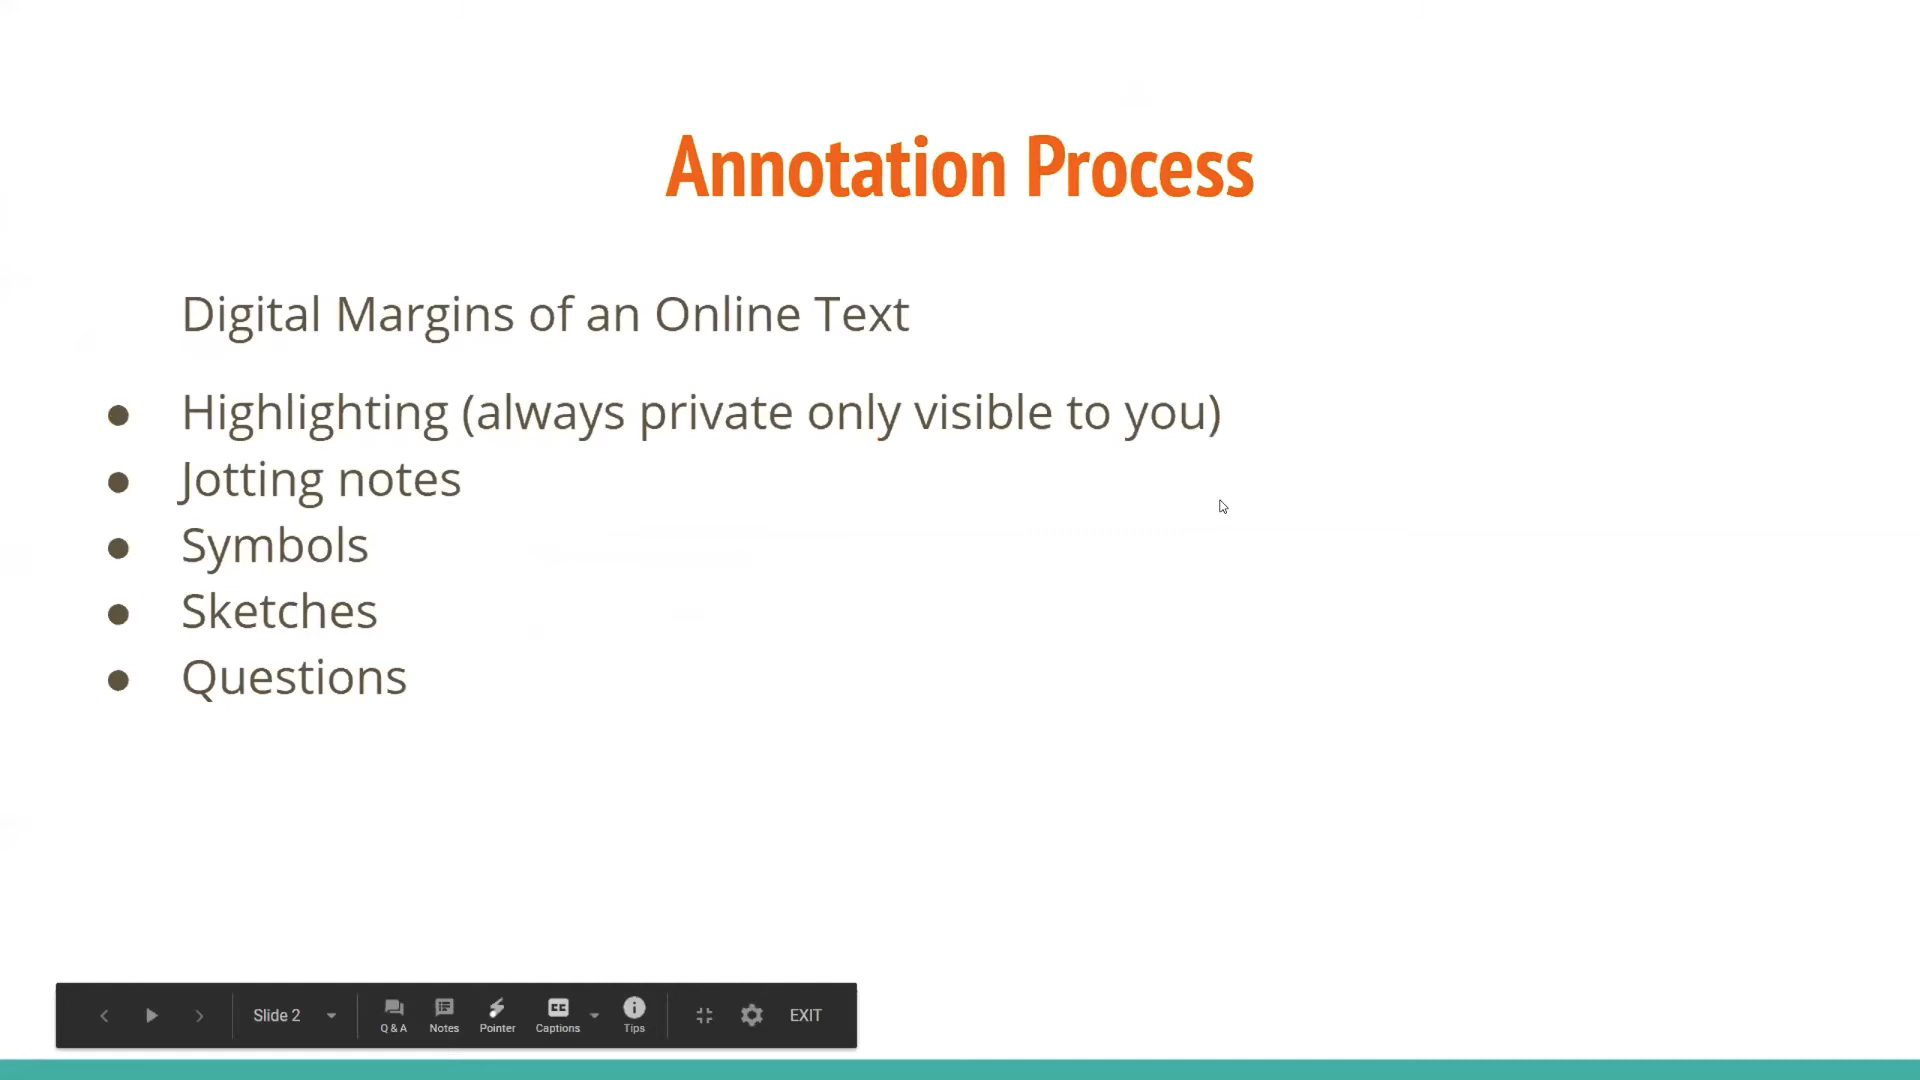 Annotation Process
Digital Margins of an Online Text
● Highlighting (always private only visible to you)
● Jotting notes
● Symbols
● Sketches
● Questions
Slide 2
Q & A
Notes
Pointer
CC
Captions
Tips
EXIT